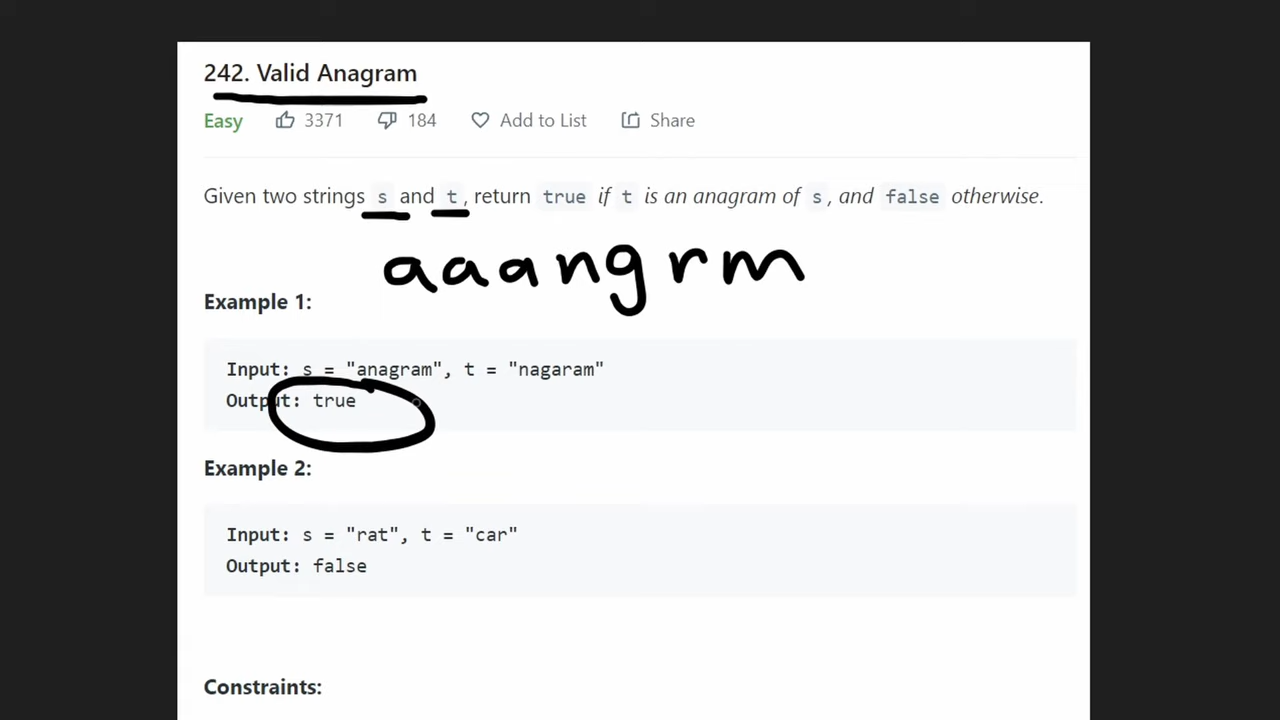 242. Valid Anagram
Easy 3371 184 Add to List Share
Given two strings s and t, return true if t is an anagram of s, and false otherwise.
aaangrm
Example 1:
Input: s = "anagram", t = "nagaram"
Output: true
Example 2:
Input: s = "rat", t = "car"
Output: false
Constraints: